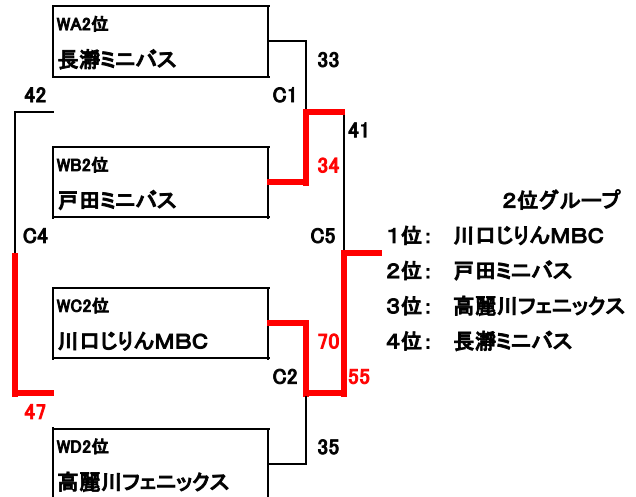 WA2位
長瀞ミニバス
33
42
C1
41
WB2位
34
戸田ミニバス
2位グループ
C4
C5
1位： 川口じりんMBC
2位： 戸田ミニバス
WC2位
3位： 高麗川フェニックス
川口じりんMBC
70
4位： 長瀞ミニバス
C2
55
47
WD2位
35
高麗川フェニックス